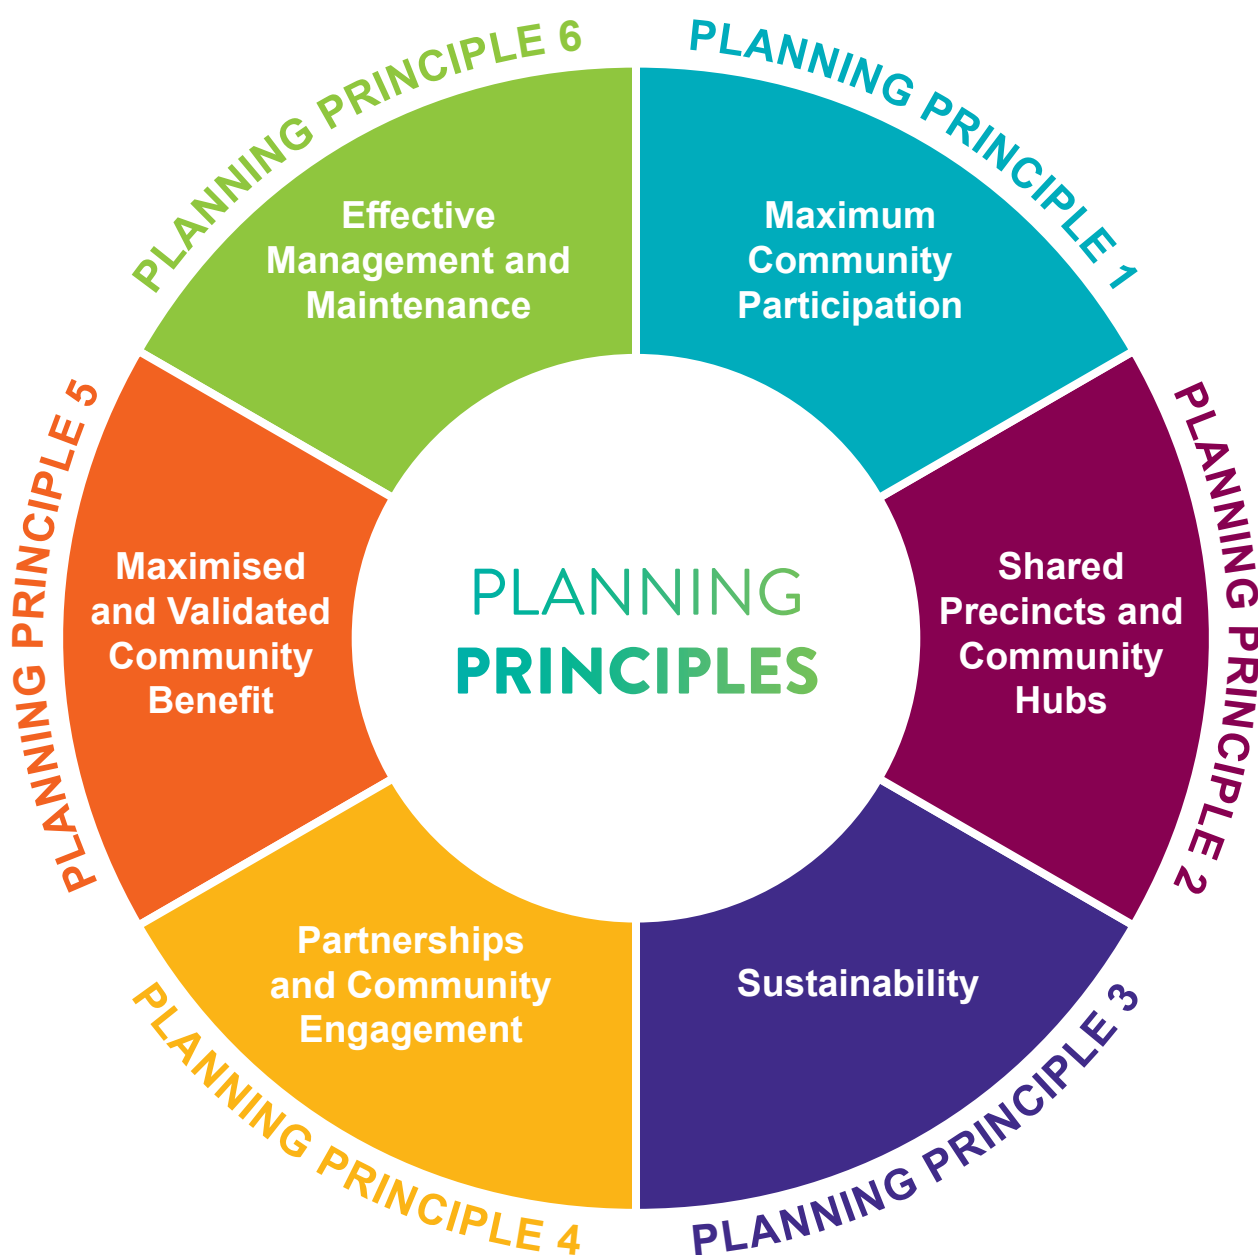 PLANNING
PRINCIPLES
PLANNING PRINCIPLE 1
Maximum
Community
Participation
PLANNING PRINCIPLE 2
Shared
Precincts and
Community
Hubs
PLANNING PRINCIPLE 3
Sustainability
PLANNING PRINCIPLE 4
Partnerships
and Community
Engagement
PLANNING PRINCIPLE 5
Maximised
and Validated
Community
Benefit
PLANNING PRINCIPLE 6
Effective
Management and
Maintenance